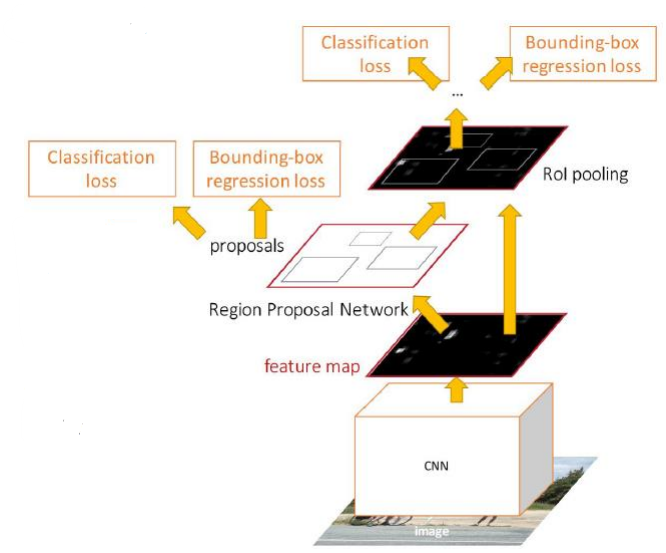 Classification
loss
Bounding-box
regression loss
...
Classification
loss
Bounding-box
regression loss
RoI pooling
proposals
Region Proposal Network
feature map
CNN
image